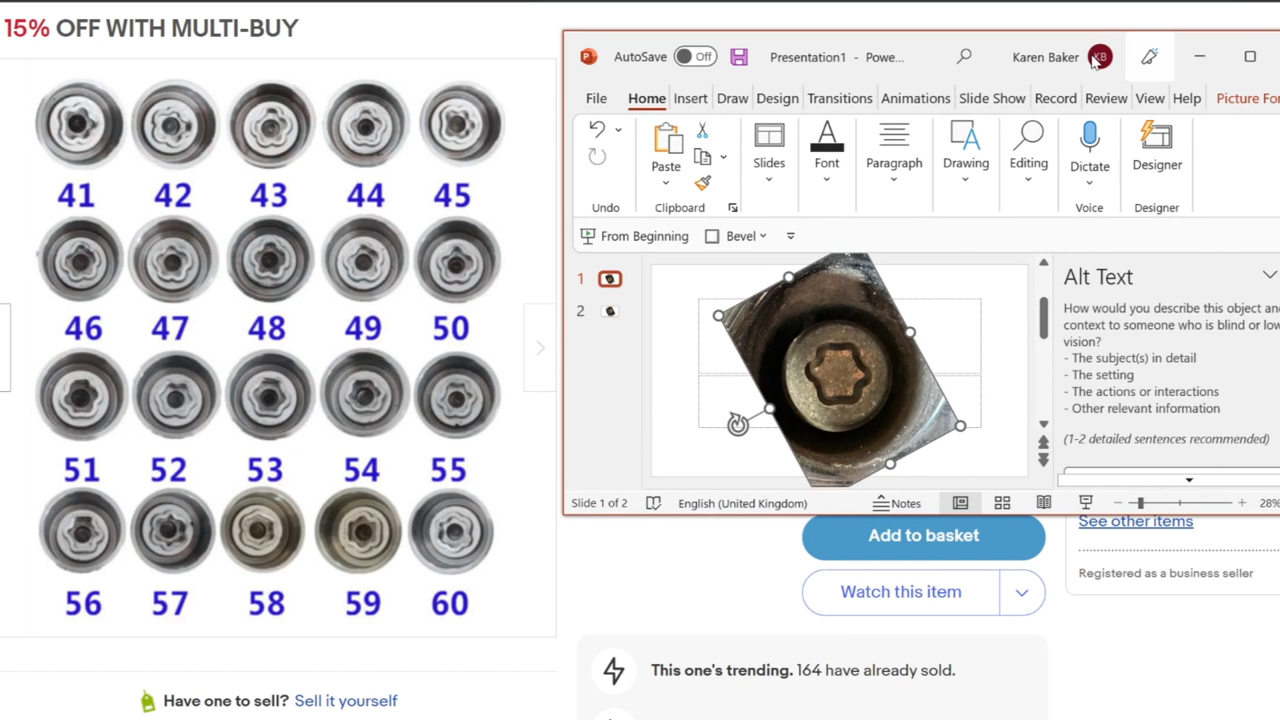 15% OFF WITH MULTI-BUY
41 42 43 44 45
46 47 48 49 50
51 52 53 54 55
56 57 58 59 60
Have one to sell? Sell it yourself
AutoSave Off Presentation1 - Powe... Karen Baker KB
File Home Insert Draw Design Transitions Animations Slide Show Record Review View Help Picture For
Paste Slides Font Paragraph Drawing Editing Dictate Designer
Undo Clipboard Voice Designer
From Beginning Bevel
1
2
Alt Text
How would you describe this object and
context to someone who is blind or low
vision?
- The subject(s) in detail
- The setting
- The actions or interactions
- Other relevant information
(1-2 detailed sentences recommended)
Slide 1 of 2 English (United Kingdom) Notes 28%
Add to basket
See other items
Registered as a business seller
Watch this item
This one's trending. 164 have already sold.